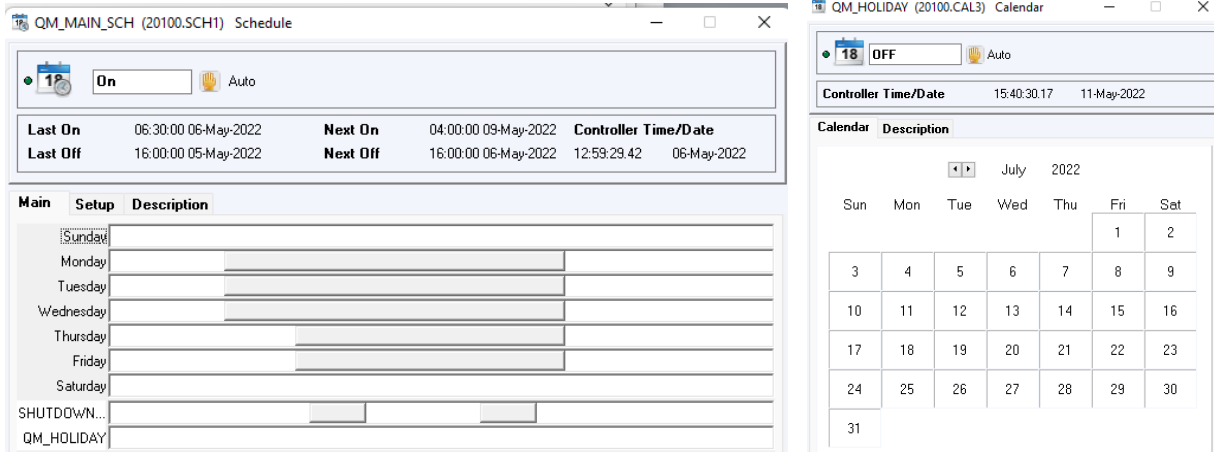 QM_MAIN_SCH (20100.SCH1) Schedule
18 On Auto
Last On 06:30:00 06-May-2022 Next On 04:00:00 09-May-2022 Controller Time/Date
Last Off 16:00:00 05-May-2022 Next Off 16:00:00 06-May-2022 12:59:29.42 06-May-2022
Main Setup Description
Sunday
Monday
Tuesday
Wednesday
Thursday
Friday
Saturday
SHUTDOWN...
QM_HOLIDAY
QM_HOLIDAY (20100.CAL3) Calendar
18 OFF Auto
Controller Time/Date 15:40:30.17 11-May-2022
Calendar Description
July 2022
Sun Mon Tue Wed Thu Fri Sat
1 2
3 4 5 6 7 8 9
10 11 12 13 14 15 16
17 18 19 20 21 22 23
24 25 26 27 28 29 30
31